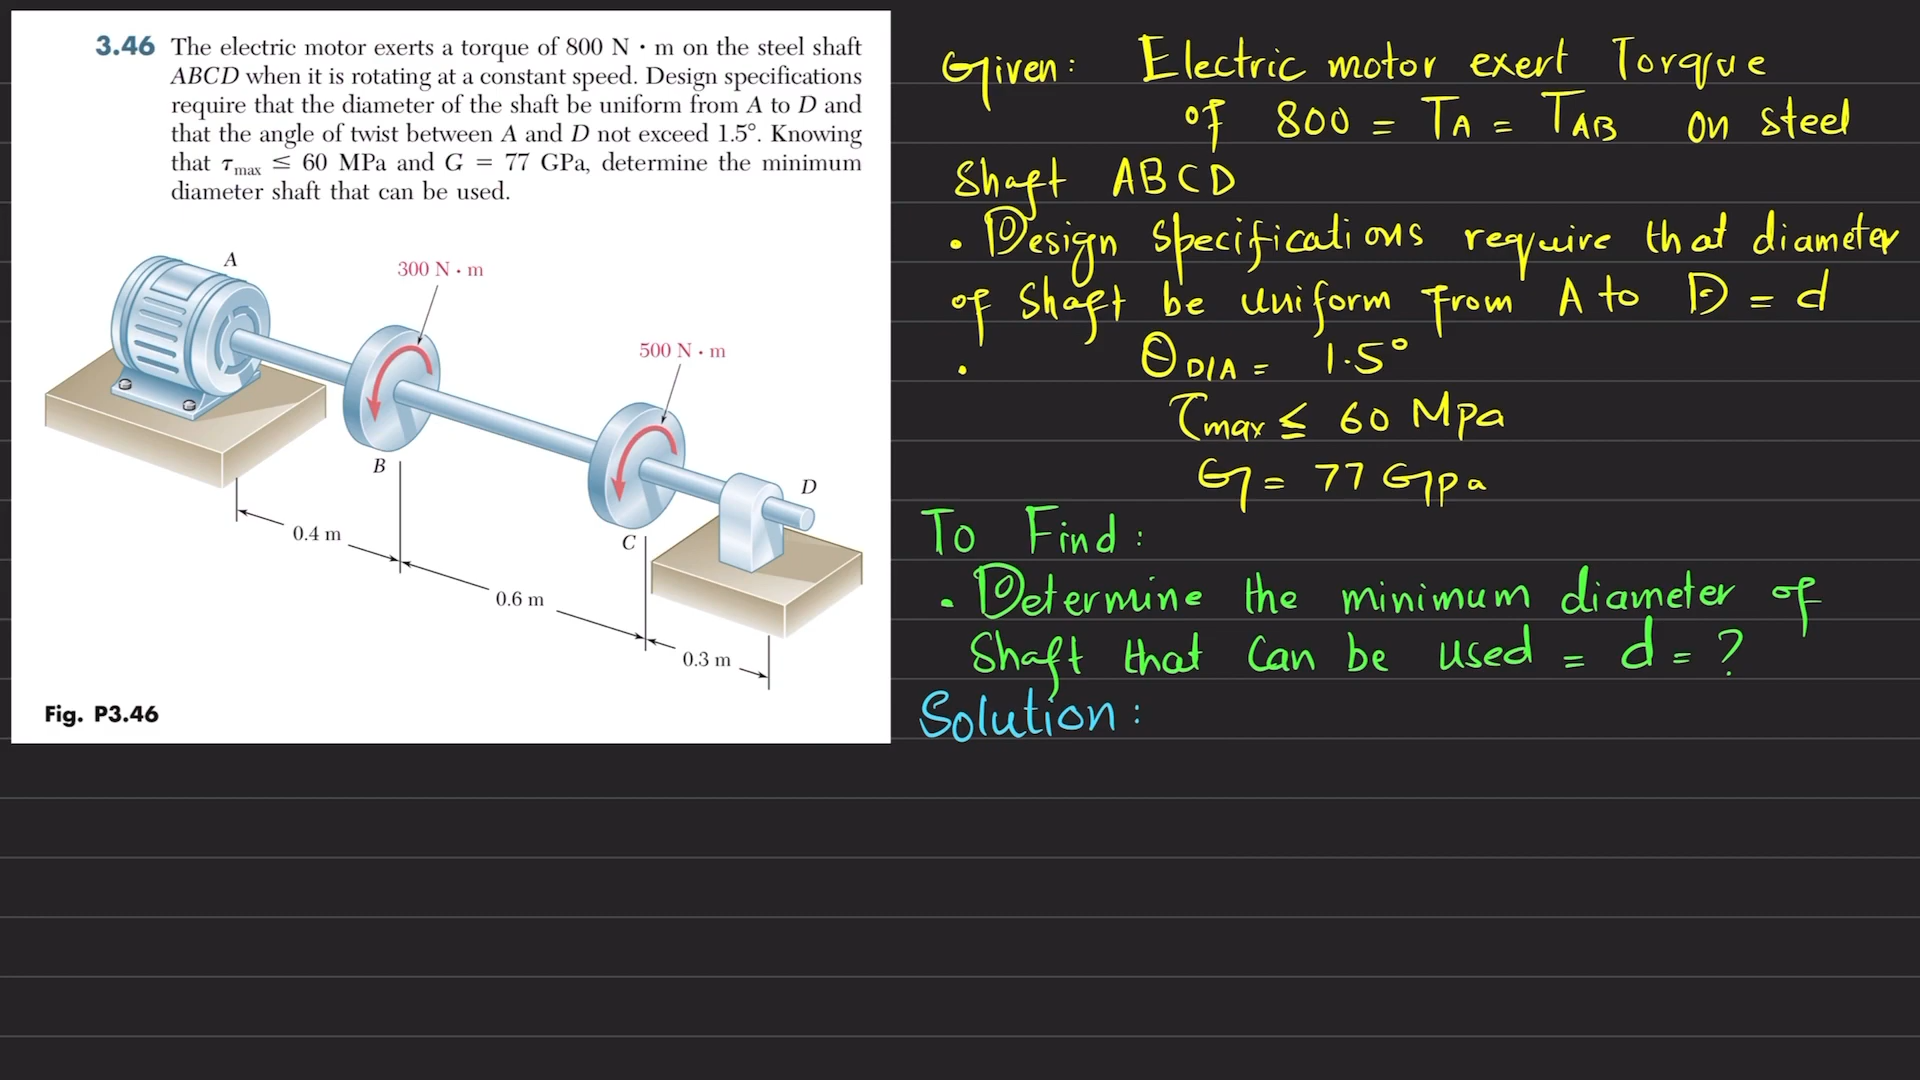 3.46 The electric motor exerts a torque of 800 N · m on the steel shaft
ABCD when it is rotating at a constant speed. Design specifications
require that the diameter of the shaft be uniform from A to D and
that the angle of twist between A and D not exceed 1.5°. Knowing
that τmax ≤ 60 MPa and G = 77 GPa, determine the minimum
diameter shaft that can be used.
A
300 N · m
500 N · m
B
D
0.4 m
C
0.6 m
0.3 m
Fig. P3.46
Given: Electric motor exert Torque
of 800 = TA = TAB on steel
Shaft ABCD
• Design Specifications require that diameter
of Shaft be uniform From A to D = d
• θD/A = 1.5°
τmax ≤ 60 Mpa
G = 77 Gpa
To Find:
• Determine the minimum diameter of
Shaft that Can be used = d = ?
Solution: